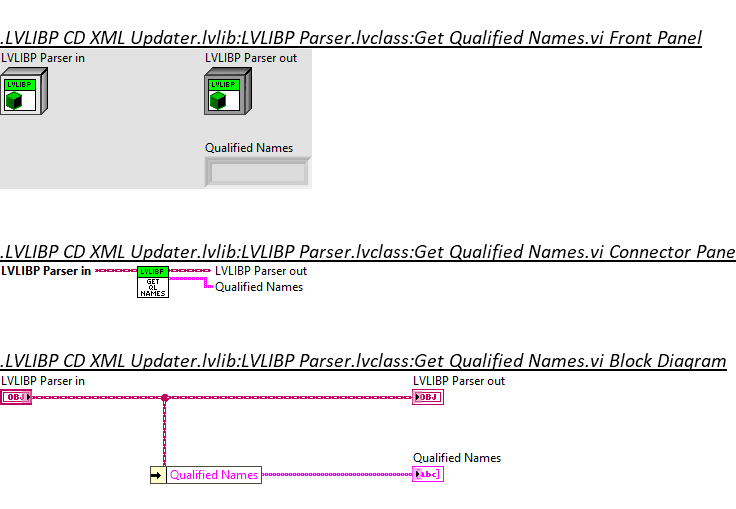 .LVLIBP CD XML Updater.lvlib:LVLIBP Parser.lvclass:Get Qualified Names.vi Front Panel
LVLIBP Parser in
LVLIBP Parser out
LVLIBP
LVLIBP
Qualified Names
.LVLIBP CD XML Updater.lvlib:LVLIBP Parser.lvclass:Get Qualified Names.vi Connector Pane
LVLIBP Parser in
LVLIBP
LVLIBP Parser out
GET
QL
NAMES
Qualified Names
.LVLIBP CD XML Updater.lvlib:LVLIBP Parser.lvclass:Get Qualified Names.vi Block Diagram
LVLIBP Parser in
LVLIBP Parser out
OBJ
OBJ
Qualified Names
Qualified Names
abc]